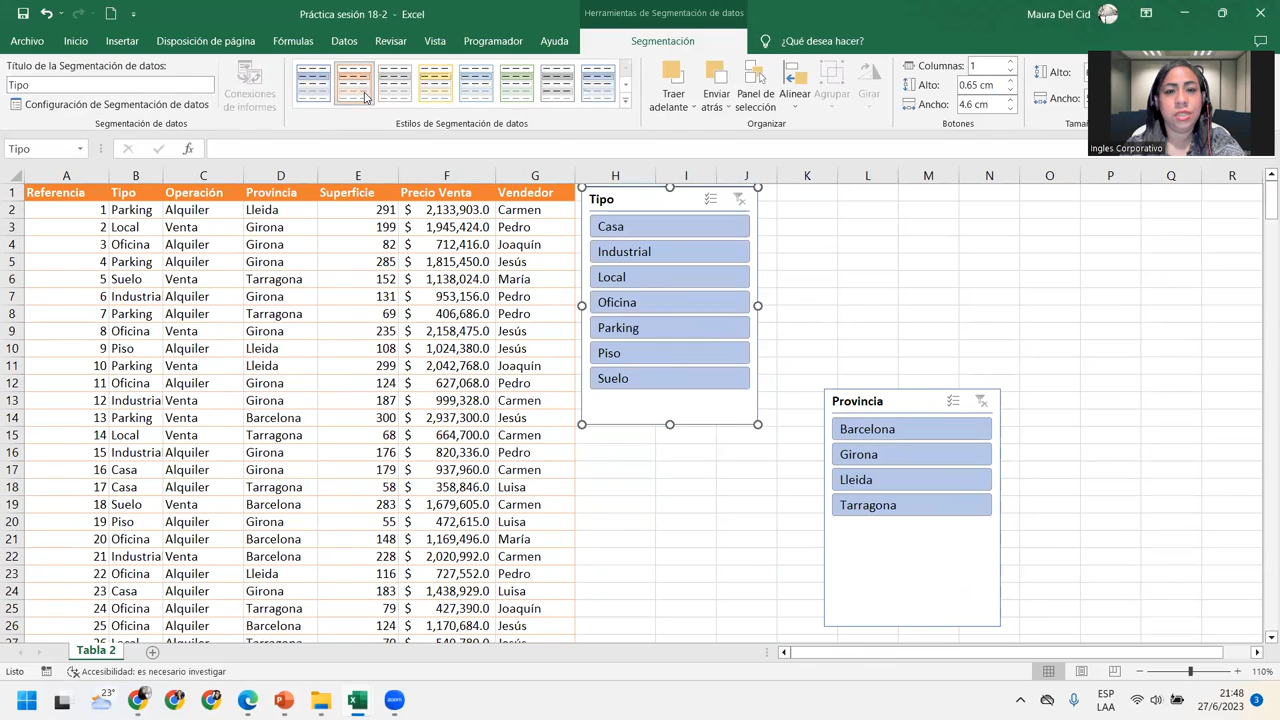 Práctica sesión 18-2 - Excel
Herramientas de Segmentación de datos
Maura Del Cid
Archivo Inicio Insertar Disposición de página Fórmulas Datos Revisar Vista Programador Ayuda Segmentación ¿Qué desea hacer?
Título de la Segmentación de datos:
Tipo
Configuración de Segmentación de datos
Segmentación de datos
Conexiones de informes
Estilos de Segmentación de datos
Traer adelante
Enviar atrás
Panel de selección
Alinear
Agrupar
Girar
Organizar
Columnas: 1
Alto: 0.65 cm
Ancho: 4.6 cm
Botones
Alto:
Ancho:
Ingles Corporativo
Tipo
fx
A B C D E F G H I J K L M N O P Q R
1 Referencia Tipo Operación Provincia Superficie Precio Venta Vendedor
2 1 Parking Alquiler Lleida 291 $ 2,133,903.0 Carmen
3 2 Local Venta Girona 199 $ 1,945,424.0 Pedro
4 3 Oficina Alquiler Girona 82 $ 712,416.0 Joaquín
5 4 Parking Alquiler Girona 285 $ 1,815,450.0 Jesús
6 5 Suelo Venta Tarragona 152 $ 1,138,024.0 María
7 6 Industria Alquiler Girona 131 $ 953,156.0 Pedro
8 7 Parking Alquiler Tarragona 69 $ 406,686.0 Pedro
9 8 Oficina Venta Girona 235 $ 2,158,475.0 Jesús
10 9 Piso Alquiler Girona 108 $ 1,024,380.0 Jesús
11 10 Parking Venta Lleida 299 $ 2,042,768.0 Joaquín
12 11 Oficina Alquiler Girona 124 $ 627,068.0 Pedro
13 12 Industria Venta Girona 187 $ 999,328.0 Carmen
14 13 Parking Venta Barcelona 300 $ 2,937,300.0 Jesús
15 14 Local Venta Tarragona 68 $ 664,700.0 Carmen
16 15 Industria Alquiler Girona 176 $ 820,336.0 Pedro
17 16 Casa Alquiler Girona 179 $ 937,960.0 Carmen
18 17 Casa Alquiler Tarragona 58 $ 358,846.0 Luisa
19 18 Suelo Venta Barcelona 283 $ 1,679,605.0 Carmen
20 19 Piso Alquiler Girona 55 $ 472,615.0 Luisa
21 20 Oficina Alquiler Barcelona 148 $ 1,169,496.0 María
22 21 Industria Venta Barcelona 228 $ 2,020,992.0 Carmen
23 22 Oficina Alquiler Lleida 116 $ 727,552.0 Pedro
24 23 Casa Alquiler Girona 183 $ 1,438,929.0 Luisa
25 24 Oficina Alquiler Tarragona 79 $ 427,390.0 Joaquín
26 25 Oficina Alquiler Barcelona 124 $ 1,170,684.0 Jesús
27 26 Local Alquiler Tarragona 70 $ 549,780.0 Jesús
Tipo
Casa
Industrial
Local
Oficina
Parking
Piso
Suelo
Provincia
Barcelona
Girona
Lleida
Tarragona
Tabla 2
Listo
Accesibilidad: es necesario investigar
110%
23°
zoom
ESP
LAA
21:48
27/6/2023
3